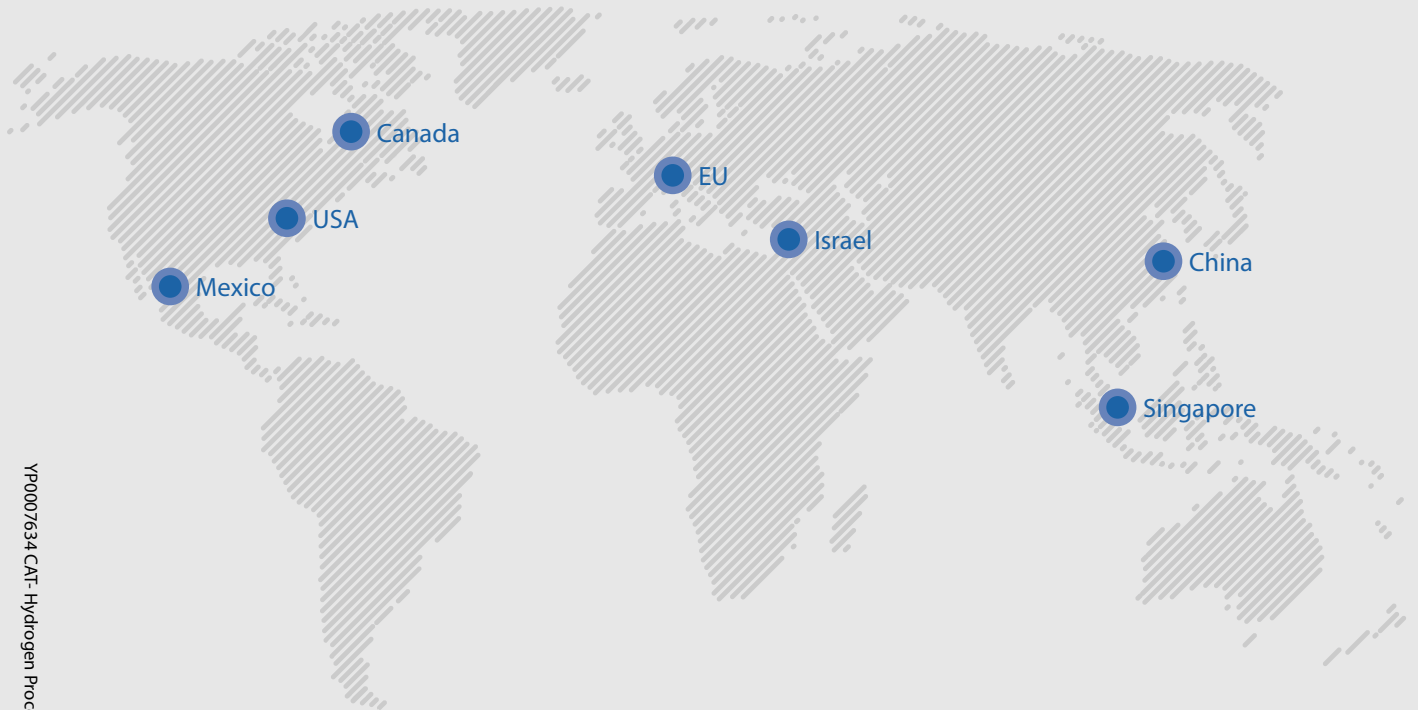 Canada
EU
USA
Israel
China
Mexico
Singapore
YP0007634 CAT- Hydrogen Proc